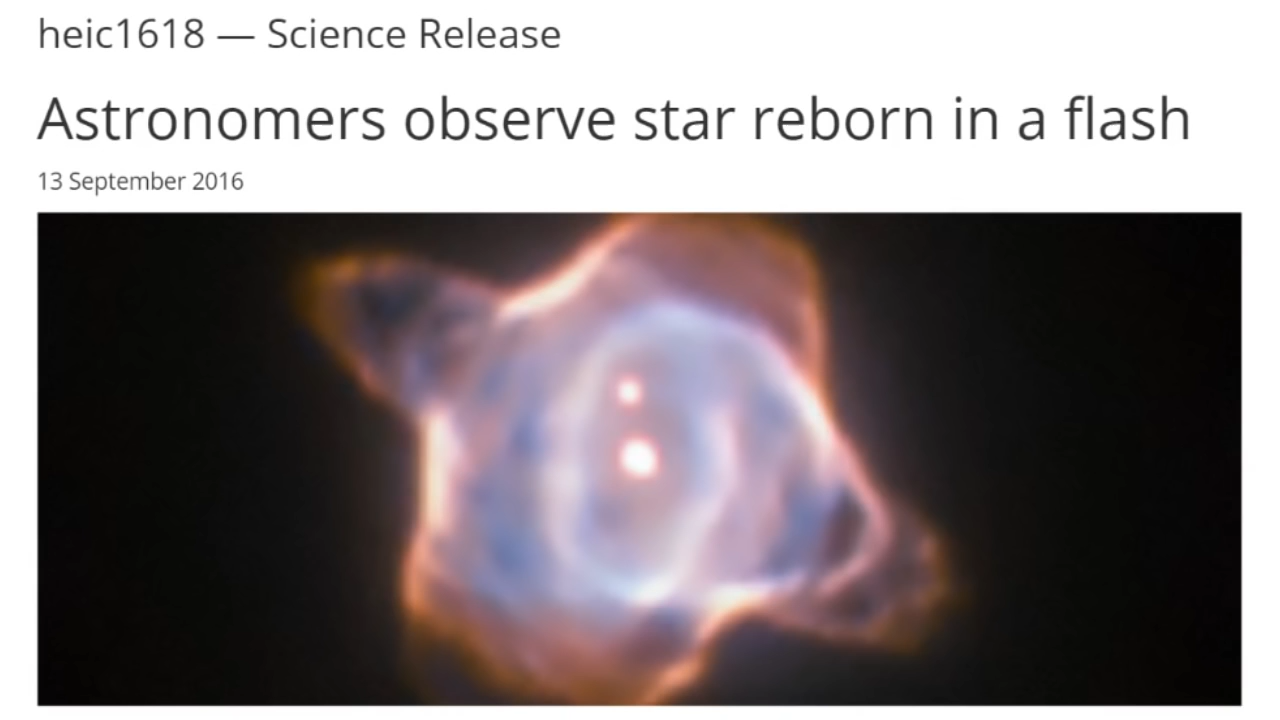 heic1618 — Science Release
Astronomers observe star reborn in a flash
13 September 2016